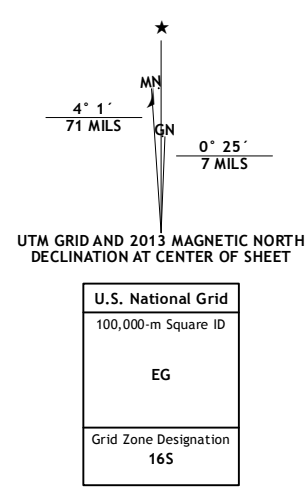 ★
MN
4° 1´
71 MILS
GN
0° 25´
7 MILS
UTM GRID AND 2013 MAGNETIC NORTH
DECLINATION AT CENTER OF SHEET
U.S. National Grid
100,000-m Square ID
EG
Grid Zone Designation
16S